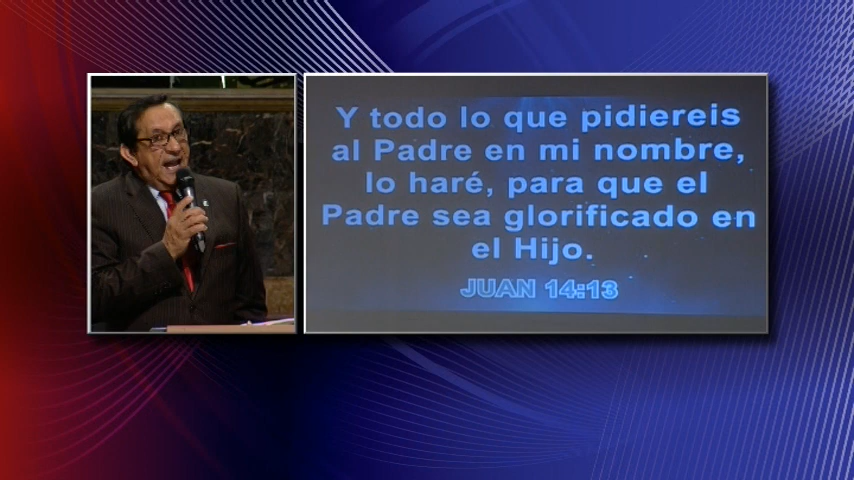 Y todo lo que pidiereis
al Padre en mi nombre,
lo haré, para que el
Padre sea glorificado en
el Hijo.
JUAN 14:13